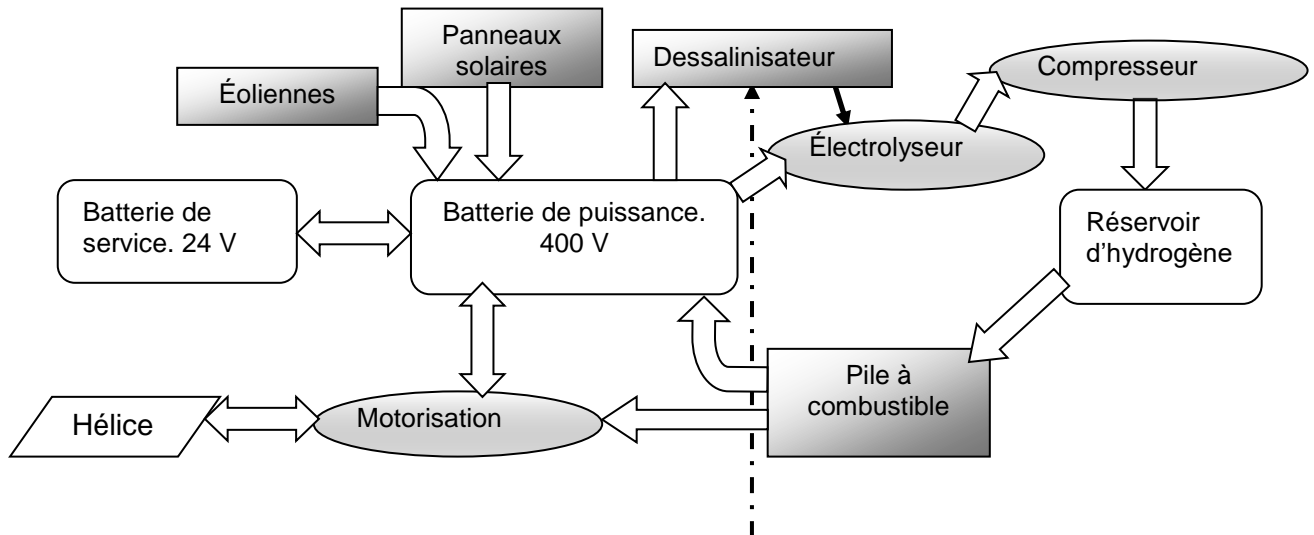 Panneaux
solaires
Dessalinisateur
Compresseur
Éoliennes
Électrolyseur
Batterie de
service. 24 V
Batterie de puissance.
400 V
Réservoir
d’hydrogène
Pile à
combustible
Hélice
Motorisation